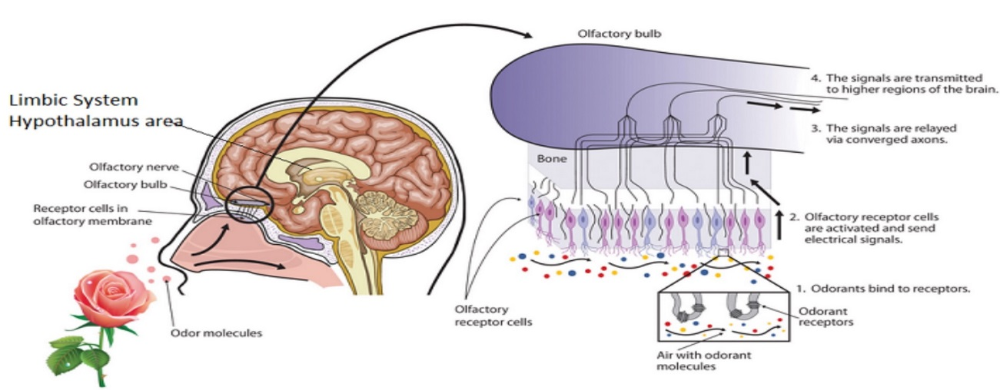 Limbic System
Hypothalamus area
Olfactory nerve
Olfactory bulb
Receptor cells in
olfactory membrane
Odor molecules
Olfactory bulb
4. The signals are transmitted
to higher regions of the brain.
3. The signals are relayed
via converged axons.
Bone
2. Olfactory receptor cells
are activated and send
electrical signals.
1. Odorants bind to receptors.
Olfactory
receptor cells
Odorant
receptors
Air with odorant
molecules